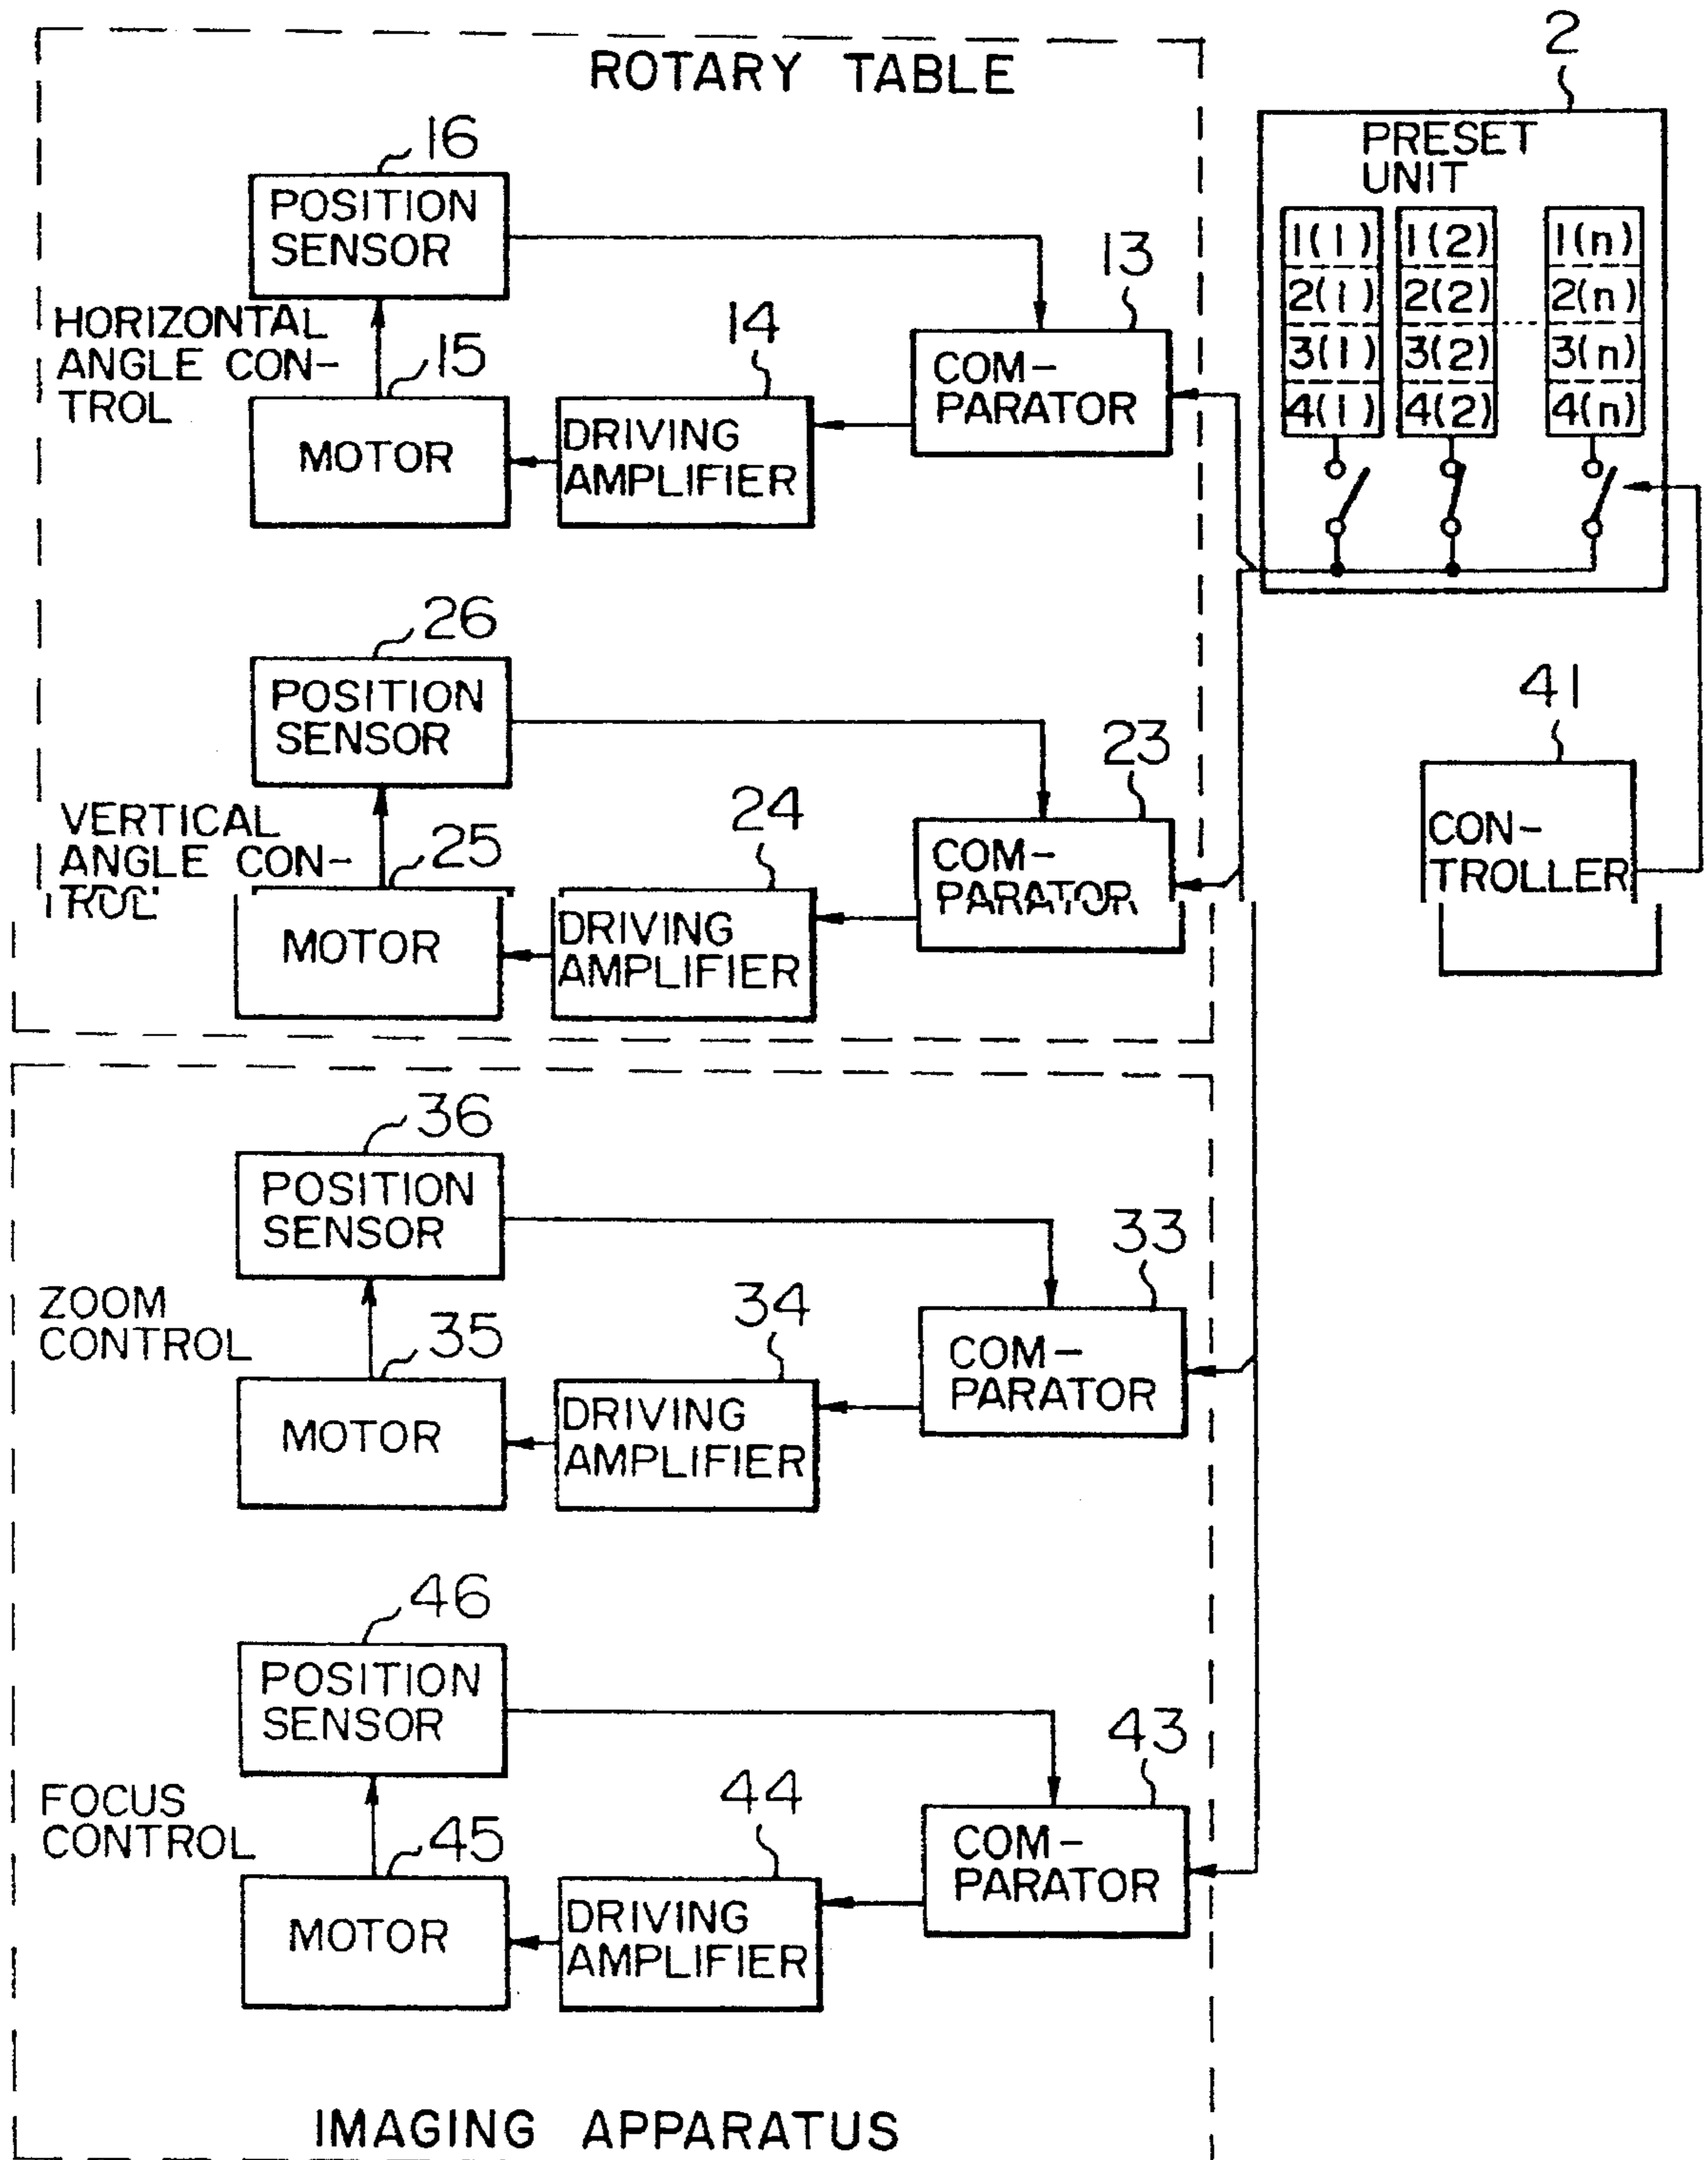 ROTARY TABLE
2
PRESET
UNIT
1(1) 1(2) 1(n)
2(1) 2(2) 2(n)
3(1) 3(2) 3(n)
4(1) 4(2) 4(n)
16
POSITION
SENSOR
HORIZONTAL
ANGLE CON-
TROL
15
MOTOR
14
DRIVING
AMPLIFIER
13
COM-
PARATOR
26
POSITION
SENSOR
VERTICAL
ANGLE CON-
TROL
25
MOTOR
24
DRIVING
AMPLIFIER
23
COM-
PARATOR
41
CON-
TROLLER
36
POSITION
SENSOR
ZOOM
CONTROL
35
MOTOR
34
DRIVING
AMPLIFIER
33
COM-
PARATOR
46
POSITION
SENSOR
FOCUS
CONTROL
45
MOTOR
44
DRIVING
AMPLIFIER
43
COM-
PARATOR
IMAGING APPARATUS